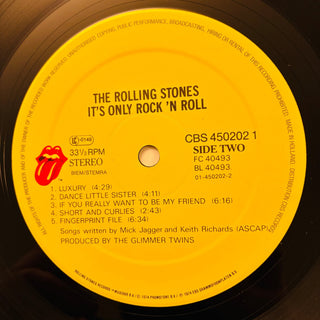 THE ROLLING STONES
IT'S ONLY ROCK 'N ROLL
33⅓ RPM
STEREO
BIEM/STEMRA
CBS 450202 1
SIDE TWO
FC 40493
BL 40493
01-450202-2
1. LUXURY (4:29)
2. DANCE LITTLE SISTER (4:11)
3. IF YOU REALLY WANT TO BE MY FRIEND (6:16)
4. SHORT AND CURLIES (2:43)
5. FINGERPRINT FILE (6:34)
Songs written by Mick Jagger and Keith Richards (ASCAP)
PRODUCED BY THE GLIMMER TWINS